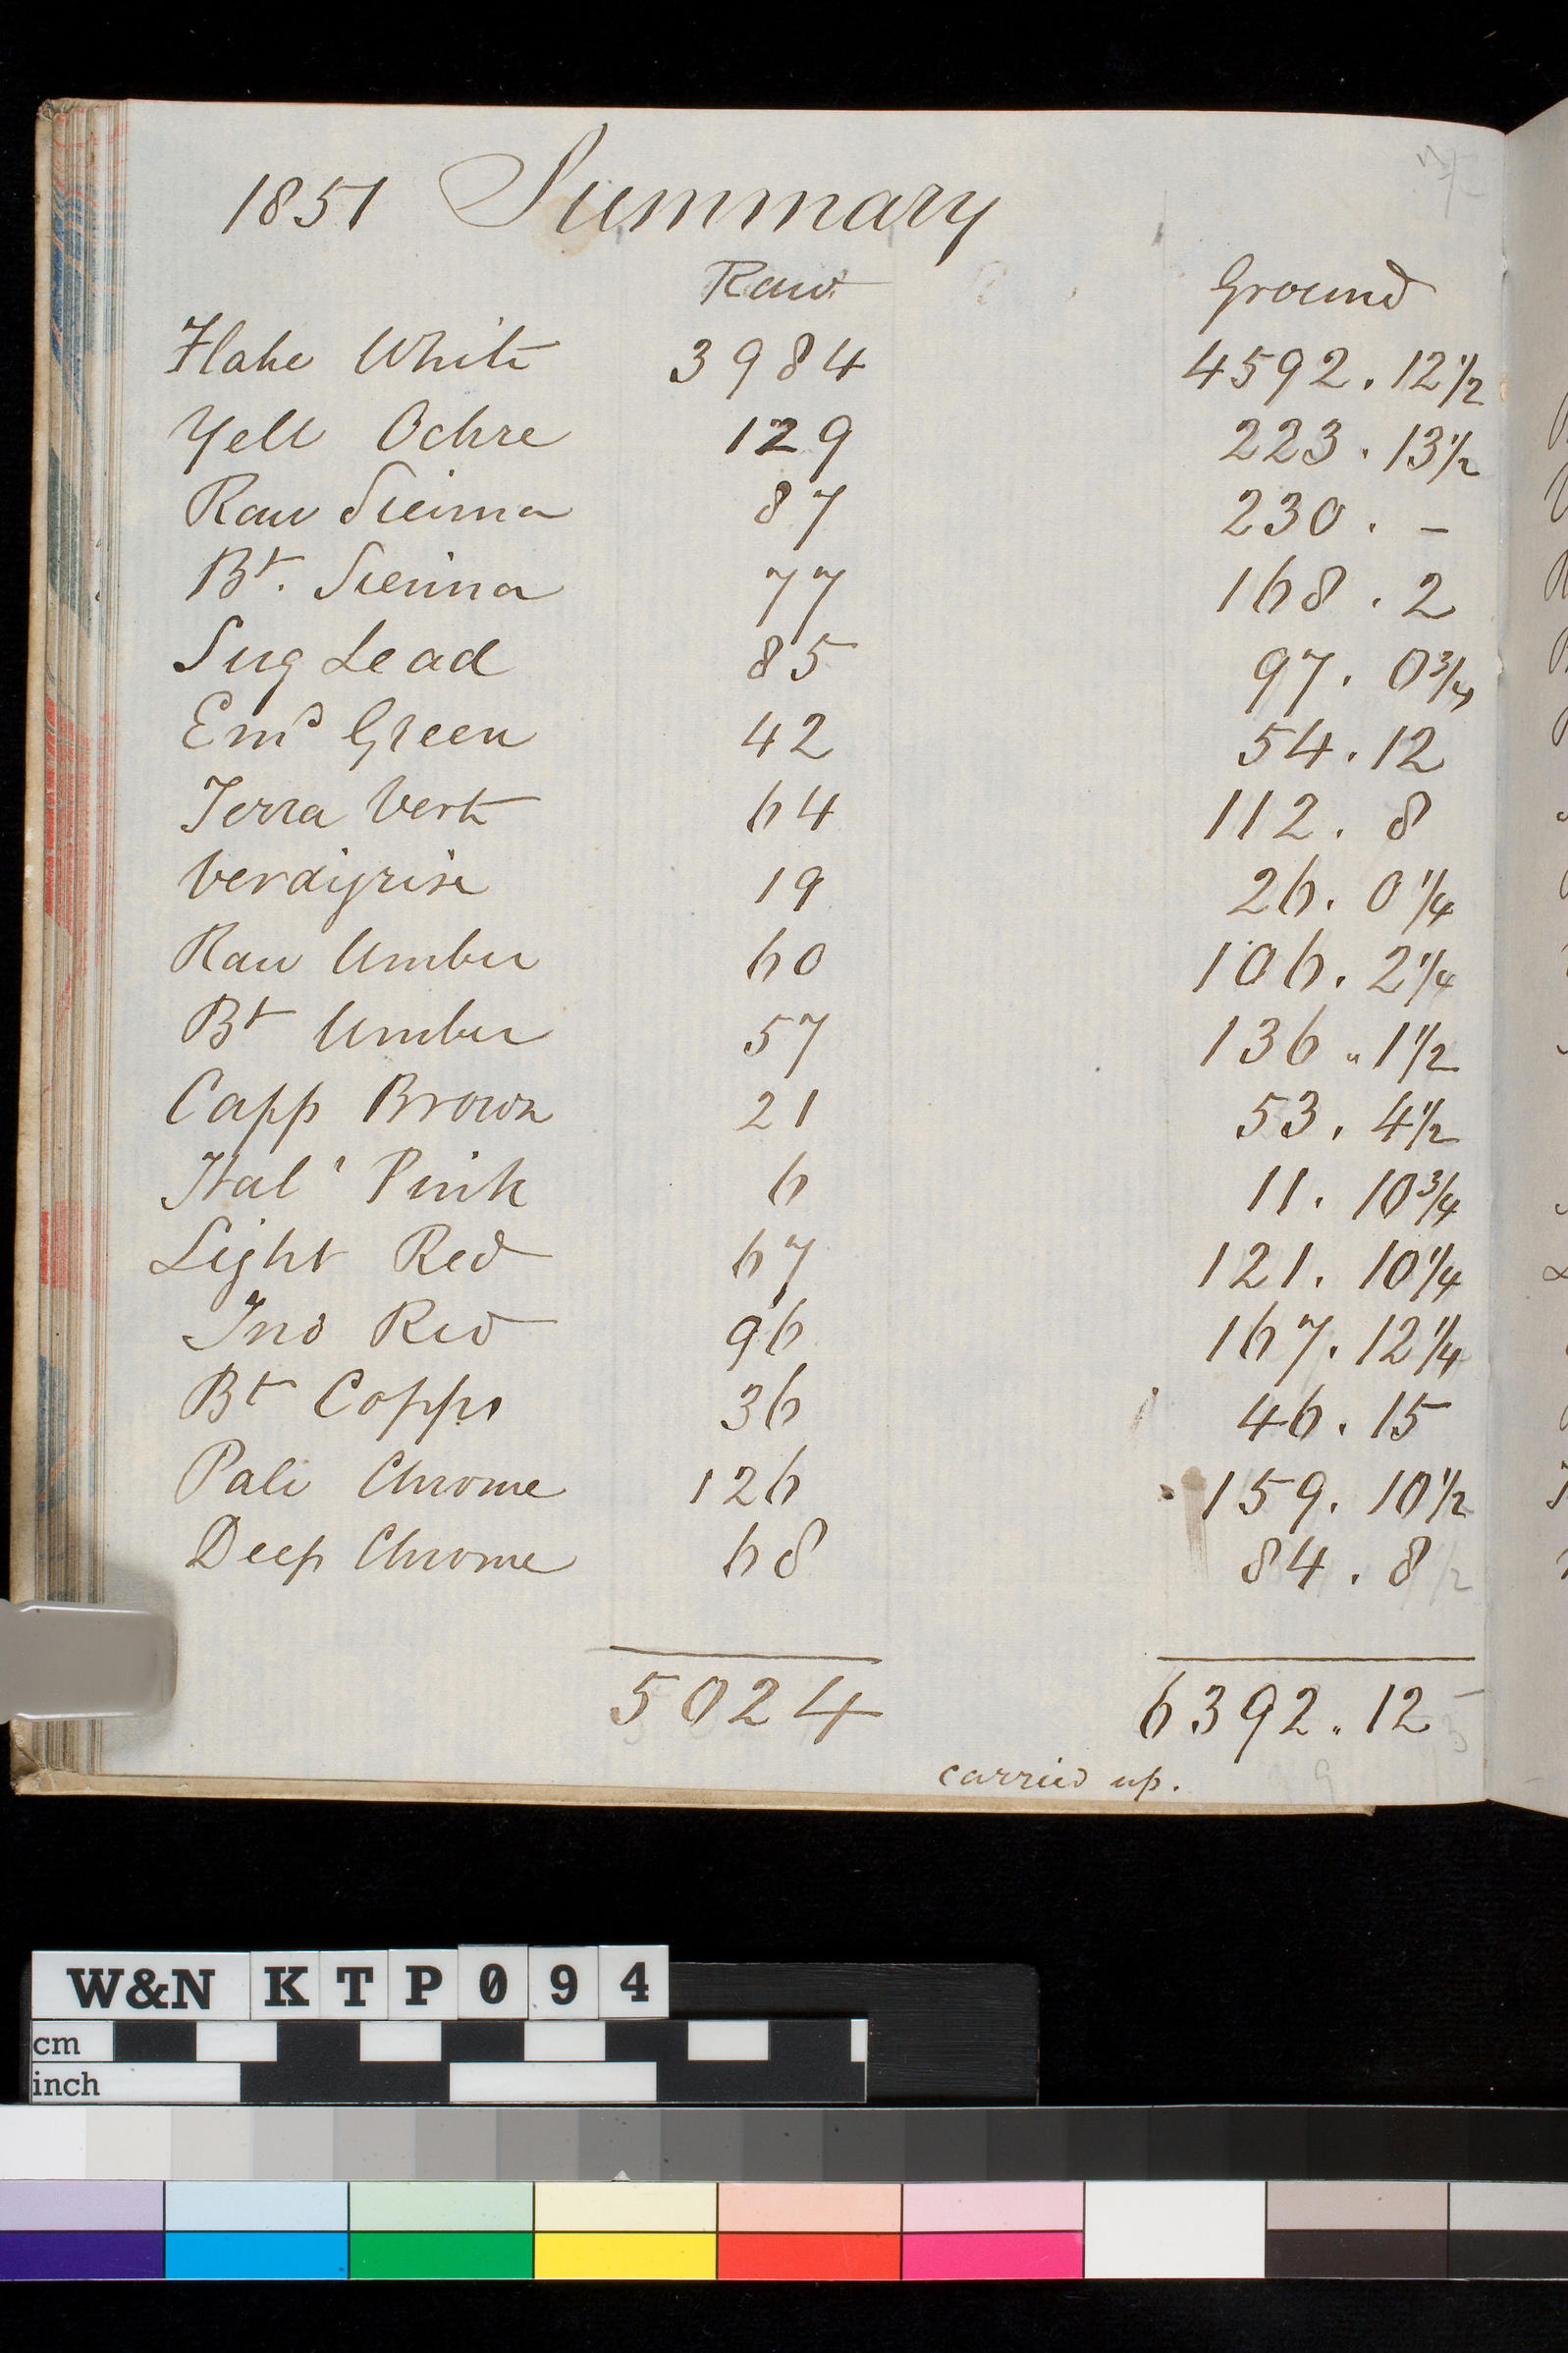 1851 Summary
Raw Ground
Flake White 3984 4592. 12½
Yell Ochre 129 223. 13½
Raw Sienna 87 230. –
Bt. Sienna 77 168. 2
Sug Lead 85 97. 0¾
Emd Green 42 54. 12
Terra Vert 64 112. 8
Verdigrise 19 26. 0¼
Raw Umber 60 106. 2¼
Bt Umber 57 136 " 1½
Capp Brown 21 53. 4½
Ital' Pink 6 11. 10¾
Light Red 67 121. 10¼
Ind Red 96 167. 12¼
Bt Copps 36 46. 15
Pale Chrome 126 159. 10½
Deep Chrome 68 84. 8
5024 6392. 12
carried up.
W&N KTP094
cm
inch